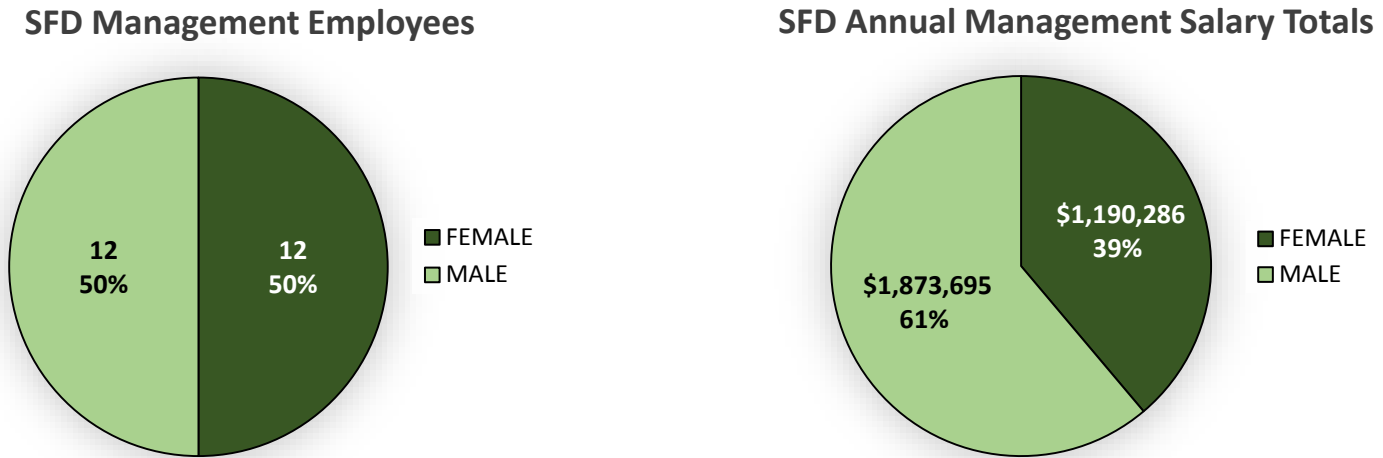 SFD Management Employees
12
50%
12
50%
FEMALE
MALE
SFD Annual Management Salary Totals
$1,190,286
39%
$1,873,695
61%
FEMALE
MALE